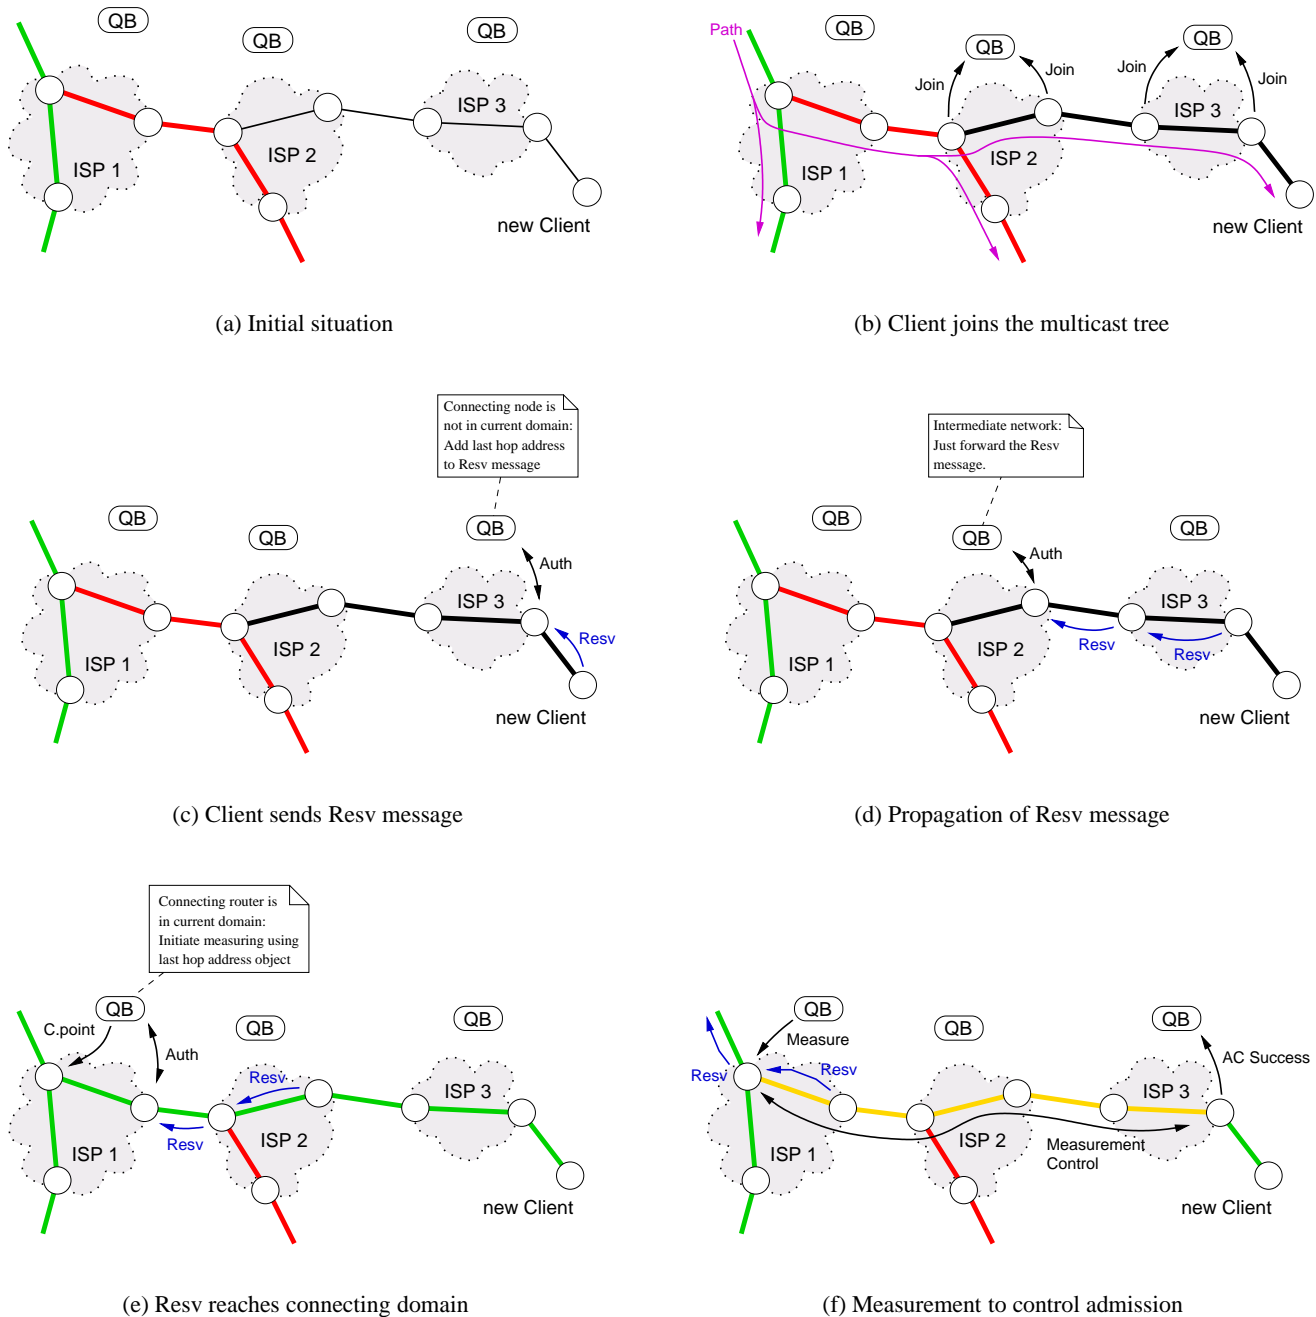 QB
QB
QB
ISP 1
ISP 2
ISP 3
new Client
(a) Initial situation
Path
QB
QB
QB
Join
Join
Join
Join
ISP 1
ISP 2
ISP 3
new Client
(b) Client joins the multicast tree
Connecting node is
not in current domain:
Add last hop address
to Resv message
QB
QB
QB
Auth
ISP 1
ISP 2
ISP 3
Resv
new Client
(c) Client sends Resv message
Intermediate network:
Just forward the Resv
message.
QB
QB
QB
Auth
ISP 1
ISP 2
ISP 3
Resv
Resv
new Client
(d) Propagation of Resv message
Connecting router is
in current domain:
Initiate measuring using
last hop address object
QB
QB
QB
C.point
Auth
Resv
Resv
ISP 1
ISP 2
ISP 3
new Client
(e) Resv reaches connecting domain
QB
QB
QB
Measure
Resv
Resv
AC Success
ISP 1
ISP 2
ISP 3
Measurement
Control
new Client
(f) Measurement to control admission